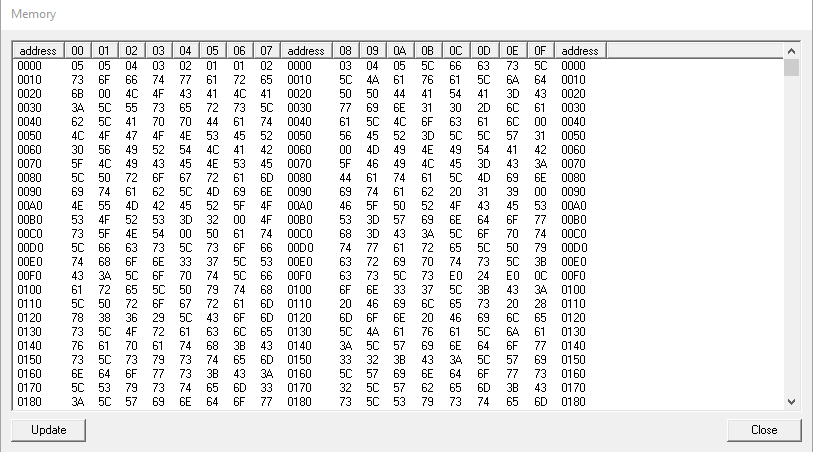 Memory
address 00 01 02 03 04 05 06 07 address 08 09 0A 0B 0C 0D 0E 0F address
0000 05 05 04 03 02 01 01 02 0000 03 04 05 5C 66 63 73 5C 0000
0010 73 6F 66 74 77 61 72 65 0010 5C 4A 61 76 61 5C 6A 64 0010
0020 6B 00 4C 4F 43 41 4C 41 0020 50 50 44 41 54 41 3D 43 0020
0030 3A 5C 55 73 65 72 73 5C 0030 77 69 6E 31 30 2D 6C 61 0030
0040 62 5C 41 70 70 44 61 74 0040 61 5C 4C 6F 63 61 6C 00 0040
0050 4C 4F 47 4F 4E 53 45 52 0050 56 45 52 3D 5C 5C 57 31 0050
0060 30 56 49 52 54 4C 41 42 0060 00 4D 49 4E 49 54 41 42 0060
0070 5F 4C 49 43 45 4E 53 45 0070 5F 46 49 4C 45 3D 43 3A 0070
0080 5C 50 72 6F 67 72 61 6D 0080 44 61 74 61 5C 4D 69 6E 0080
0090 69 74 61 62 5C 4D 69 6E 0090 69 74 61 62 20 31 39 00 0090
00A0 4E 55 4D 42 45 52 5F 4F 00A0 46 5F 50 52 4F 43 45 53 00A0
00B0 53 4F 52 53 3D 32 00 4F 00B0 53 3D 57 69 6E 64 6F 77 00B0
00C0 73 5F 4E 54 00 50 61 74 00C0 68 3D 43 3A 5C 6F 70 74 00C0
00D0 5C 66 63 73 5C 73 6F 66 00D0 74 77 61 72 65 5C 50 79 00D0
00E0 74 68 6F 6E 33 37 5C 53 00E0 63 72 69 70 74 73 5C 3B 00E0
00F0 43 3A 5C 6F 70 74 5C 66 00F0 63 73 5C 73 E0 24 E0 0C 00F0
0100 61 72 65 5C 50 79 74 68 0100 6F 6E 33 37 5C 3B 43 3A 0100
0110 5C 50 72 6F 67 72 61 6D 0110 20 46 69 6C 65 73 20 28 0110
0120 78 38 36 29 5C 43 6F 6D 0120 6D 6F 6E 20 46 69 6C 65 0120
0130 73 5C 4F 72 61 63 6C 65 0130 5C 4A 61 76 61 5C 6A 61 0130
0140 76 61 70 61 74 68 3B 43 0140 3A 5C 57 69 6E 64 6F 77 0140
0150 73 5C 73 79 73 74 65 6D 0150 33 32 3B 43 3A 5C 57 69 0150
0160 6E 64 6F 77 73 3B 43 3A 0160 5C 57 69 6E 64 6F 77 73 0160
0170 5C 53 79 73 74 65 6D 33 0170 32 5C 57 62 65 6D 3B 43 0170
0180 3A 5C 57 69 6E 64 6F 77 0180 73 5C 53 79 73 74 65 6D 0180
Update Close